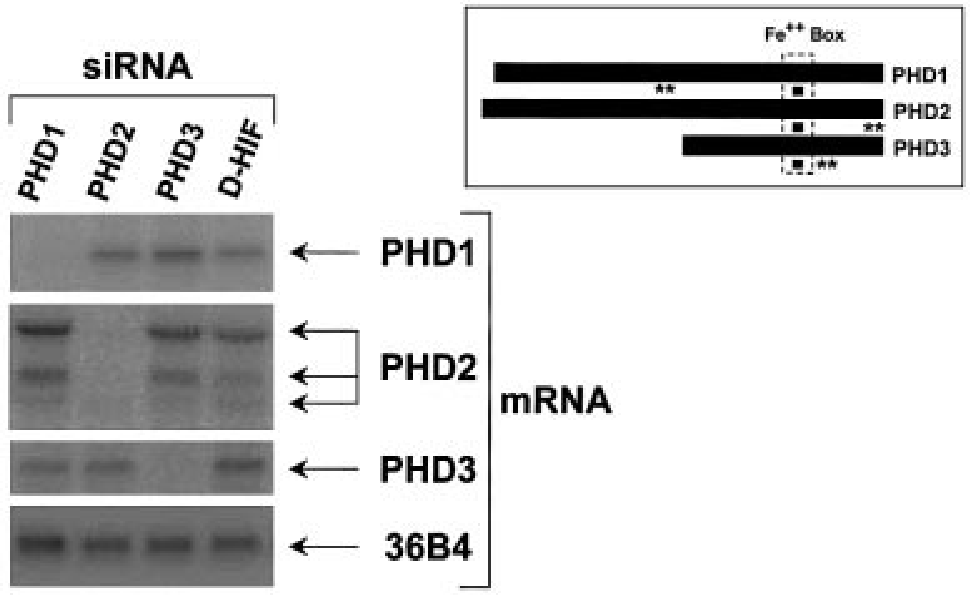 siRNA
PHD1 PHD2 PHD3 D-HIF
PHD1
PHD2
PHD3
36B4
mRNA
Fe++ Box
PHD1
**
PHD2
**
PHD3
**